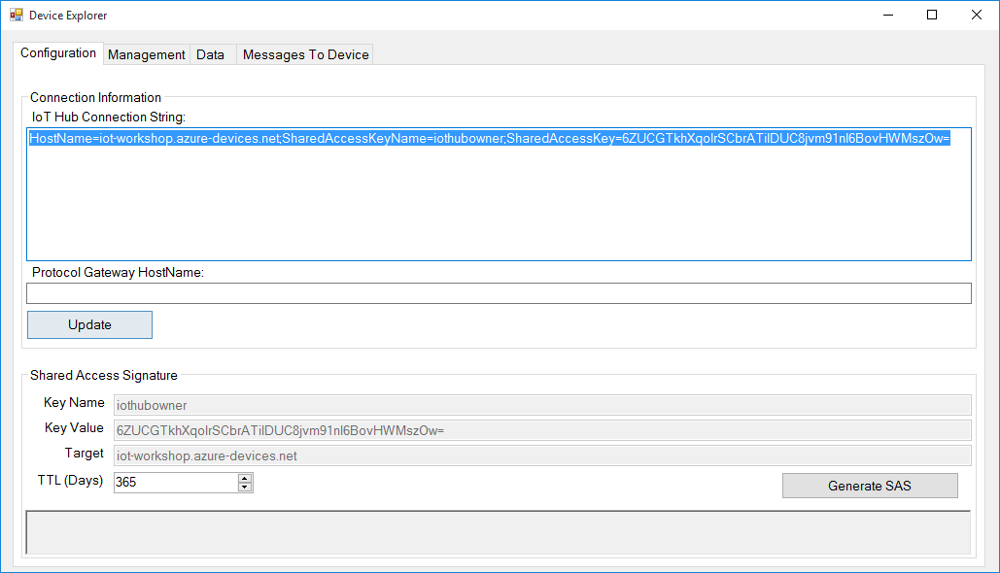 Device Explorer
Configuration Management Data Messages To Device
Connection Information
IoT Hub Connection String:
HostName=iot-workshop.azure-devices.net;SharedAccessKeyName=iothubowner;SharedAccessKey=6ZUCGTkhXqoIrSCbrATiIDUC8jvm91nI6BovHWMszOw=
Protocol Gateway HostName:
Update
Shared Access Signature
Key Name iothubowner
Key Value 6ZUCGTkhXqoIrSCbrATiIDUC8jvm91nI6BovHWMszOw=
Target iot-workshop.azure-devices.net
TTL (Days) 365
Generate SAS